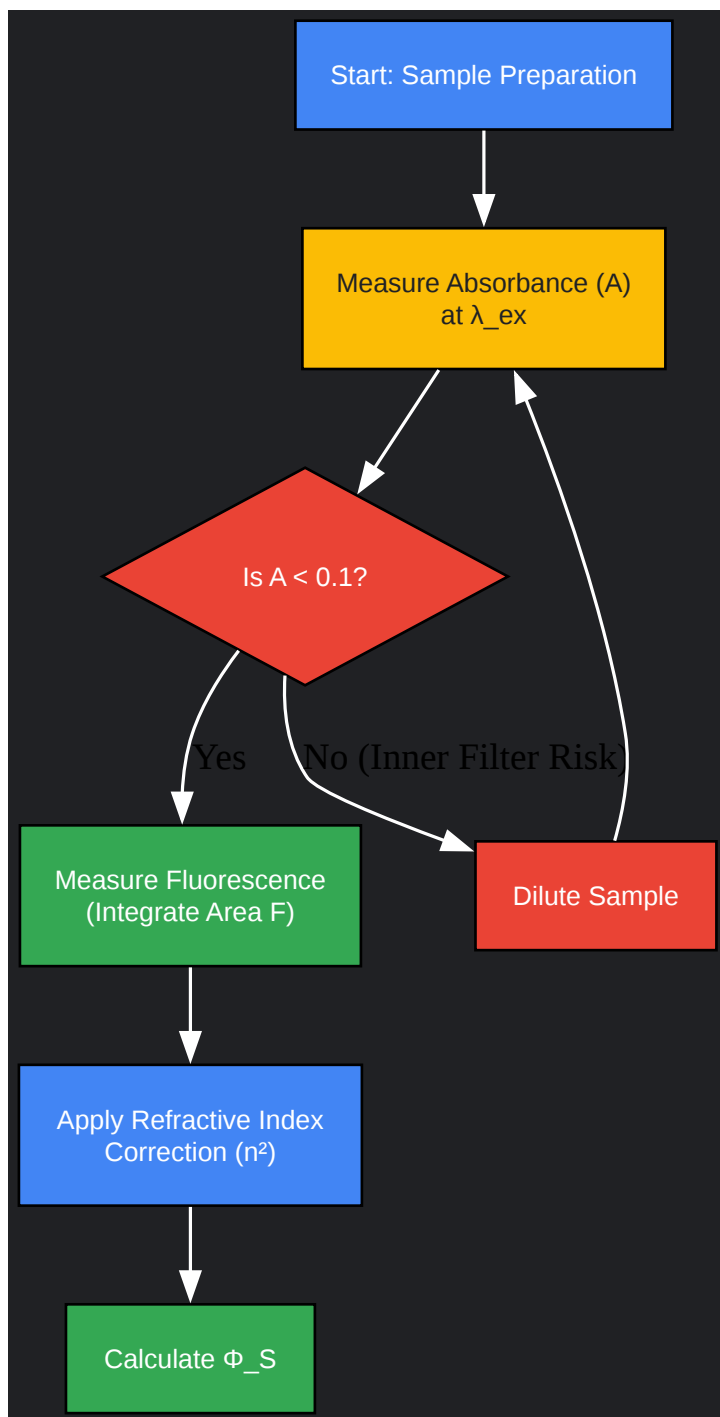 Start: Sample Preparation
Measure Absorbance (A)
at λ_ex
Is A < 0.1?
Yes
No (Inner Filter Risk)
Measure Fluorescence
(Integrate Area F)
Dilute Sample
Apply Refractive Index
Correction (n²)
Calculate Φ_S